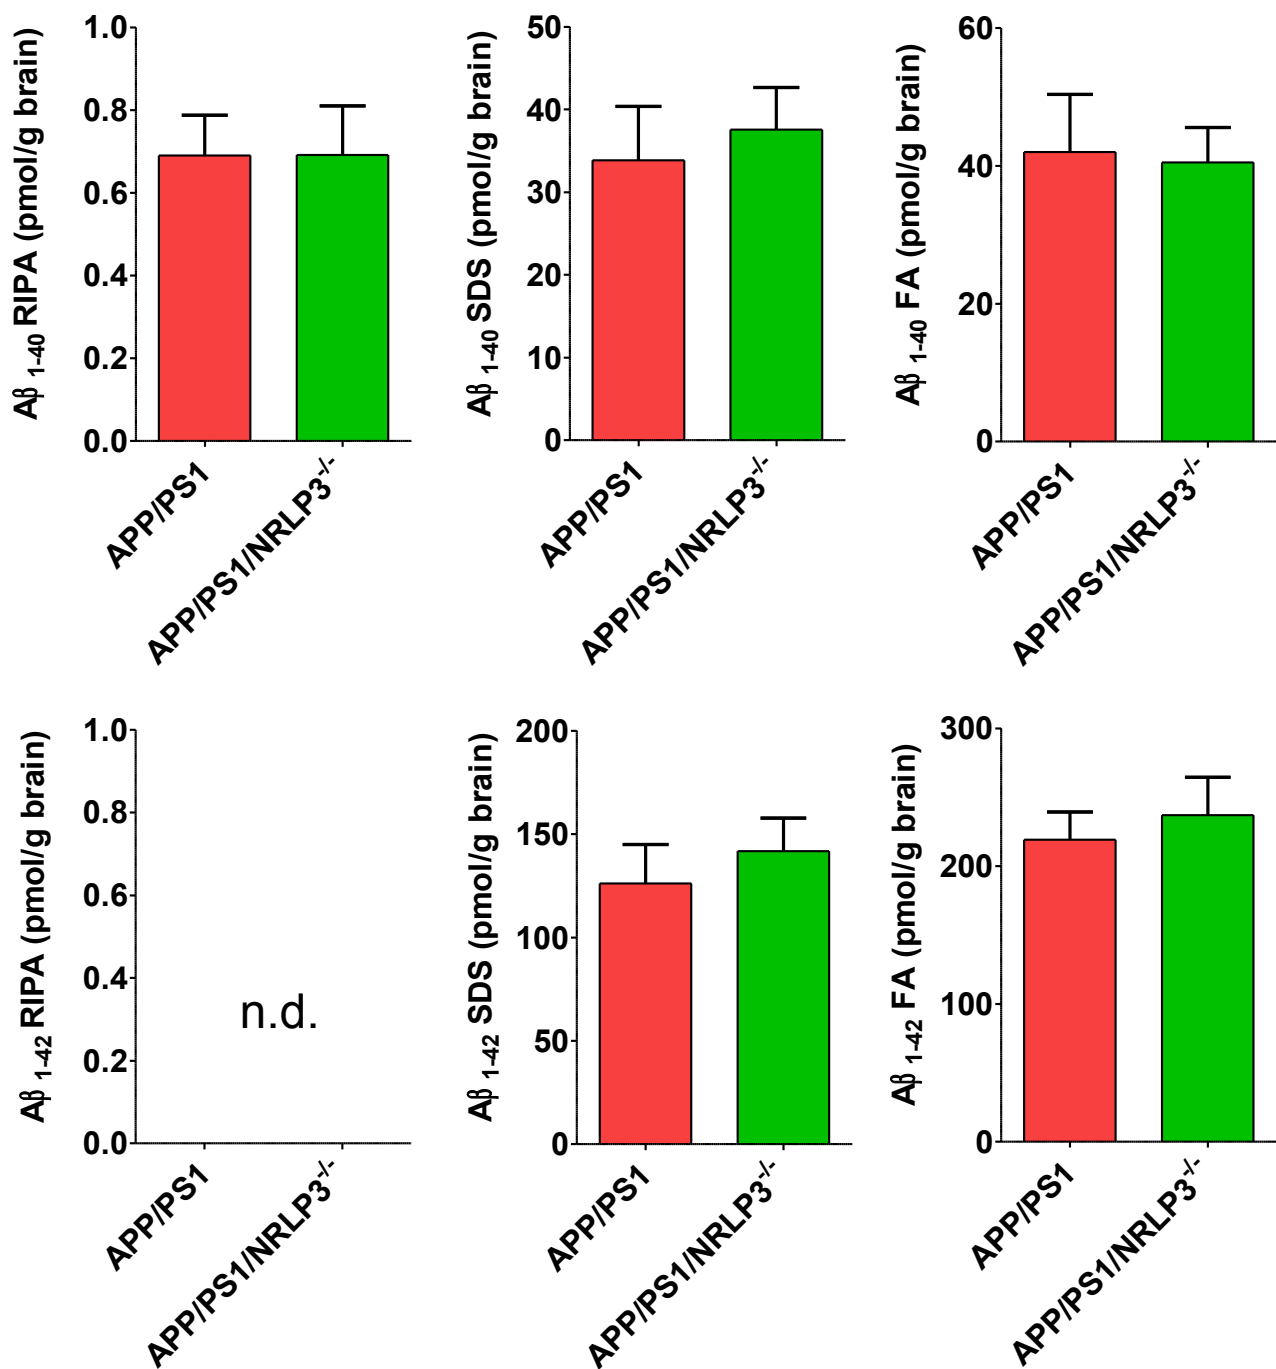 Aβ 1-40 RIPA (pmol/g brain)
1.0
0.8
0.6
0.4
0.2
0.0
APP/PS1
APP/PS1/NRLP3-/-
Aβ 1-40 SDS (pmol/g brain)
50
40
30
20
10
0
APP/PS1
APP/PS1/NRLP3-/-
Aβ 1-40 FA (pmol/g brain)
60
40
20
0
APP/PS1
APP/PS1/NRLP3-/-
Aβ 1-42 RIPA (pmol/g brain)
1.0
0.8
0.6
0.4
0.2
0.0
n.d.
APP/PS1
APP/PS1/NRLP3-/-
Aβ 1-42 SDS (pmol/g brain)
200
150
100
50
0
APP/PS1
APP/PS1/NRLP3-/-
Aβ 1-42 FA (pmol/g brain)
300
200
100
0
APP/PS1
APP/PS1/NRLP3-/-